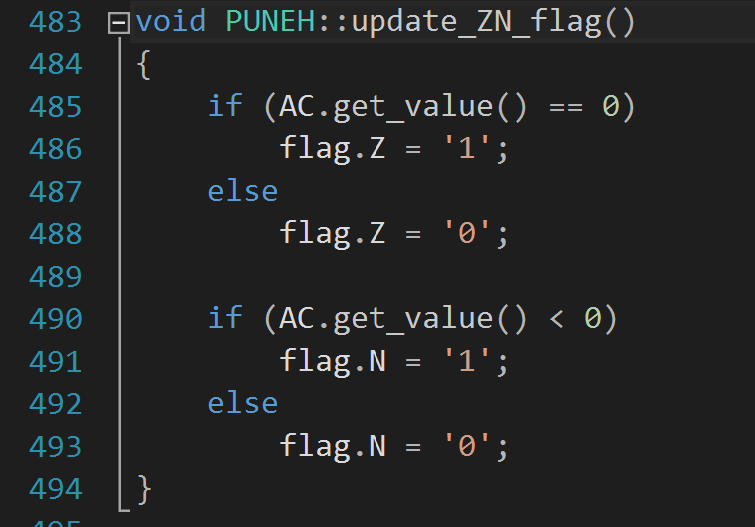 483 void PUNEH::update_ZN_flag()
484 {
485     if (AC.get_value() == 0)
486         flag.Z = '1';
487     else
488         flag.Z = '0';
489
490     if (AC.get_value() < 0)
491         flag.N = '1';
492     else
493         flag.N = '0';
494 }